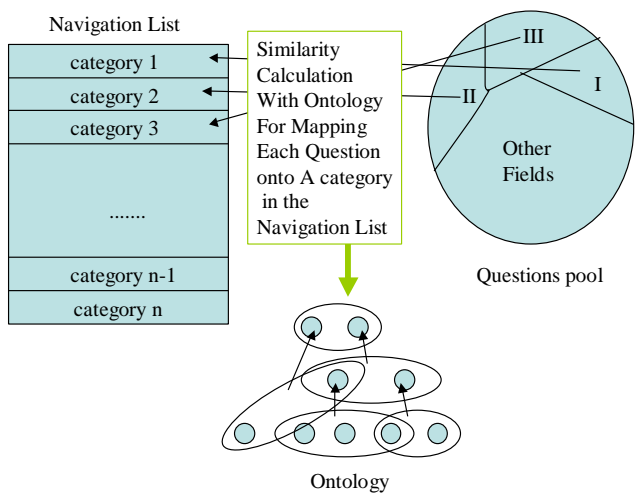 Navigation List
category 1
category 2
category 3
.......
category n-1
category n
Similarity
Calculation
With Ontology
For Mapping
Each Question
onto A category
in the
Navigation List
III
I
II
Other
Fields
Questions pool
Ontology